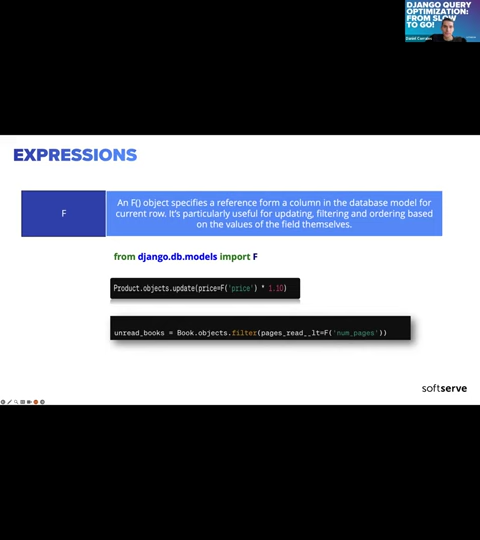 DJANGO QUERY
OPTIMIZATION:
FROM SLOW
TO GO!
EXPRESSIONS
F
An F() object specifies a reference form a column in the database model for
current row. It's particularly useful for updating, filtering and ordering based
on the values of the field themselves.
from django.db.models import F
Product.objects.update(price=F('price') * 1.10)
unread_books = Book.objects.filter(pages_read__lt=F('num_pages'))
softserve